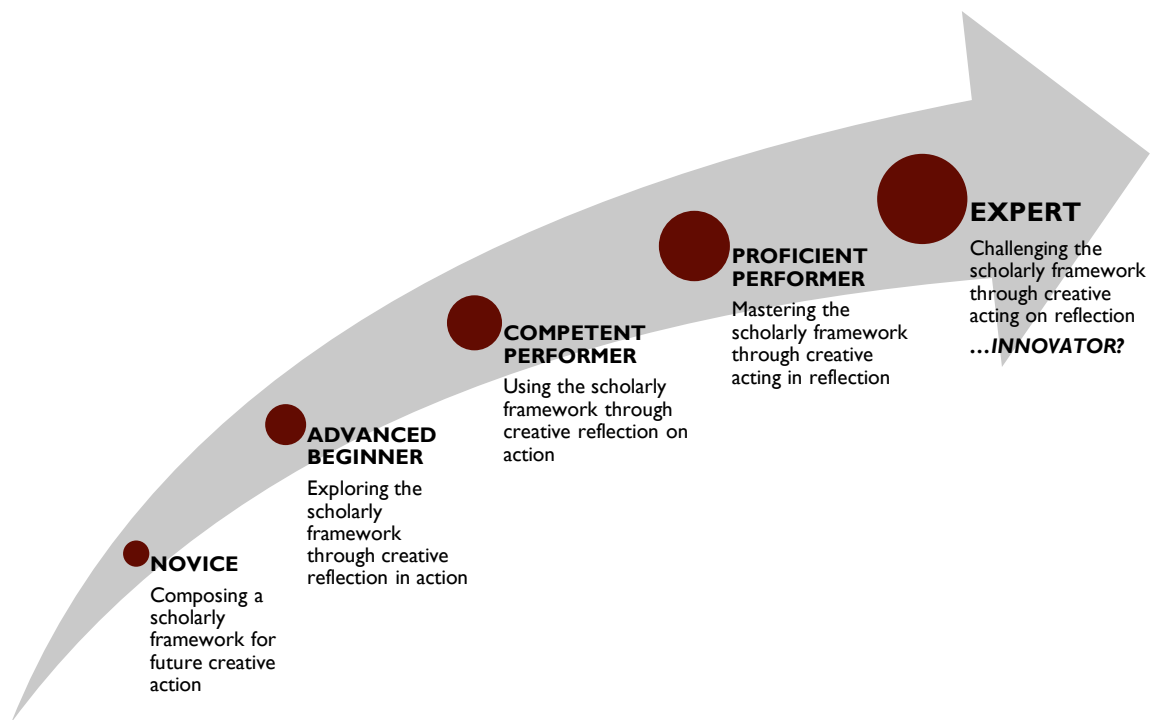 NOVICE
Composing a
scholarly
framework for
future creative
action
ADVANCED
BEGINNER
Exploring the
scholarly
framework
through creative
reflection in action
COMPETENT
PERFORMER
Using the scholarly
framework through
creative reflection on
action
PROFICIENT
PERFORMER
Mastering the
scholarly framework
through creative
acting in reflection
EXPERT
Challenging the
scholarly framework
through creative
acting on reflection
...INNOVATOR?